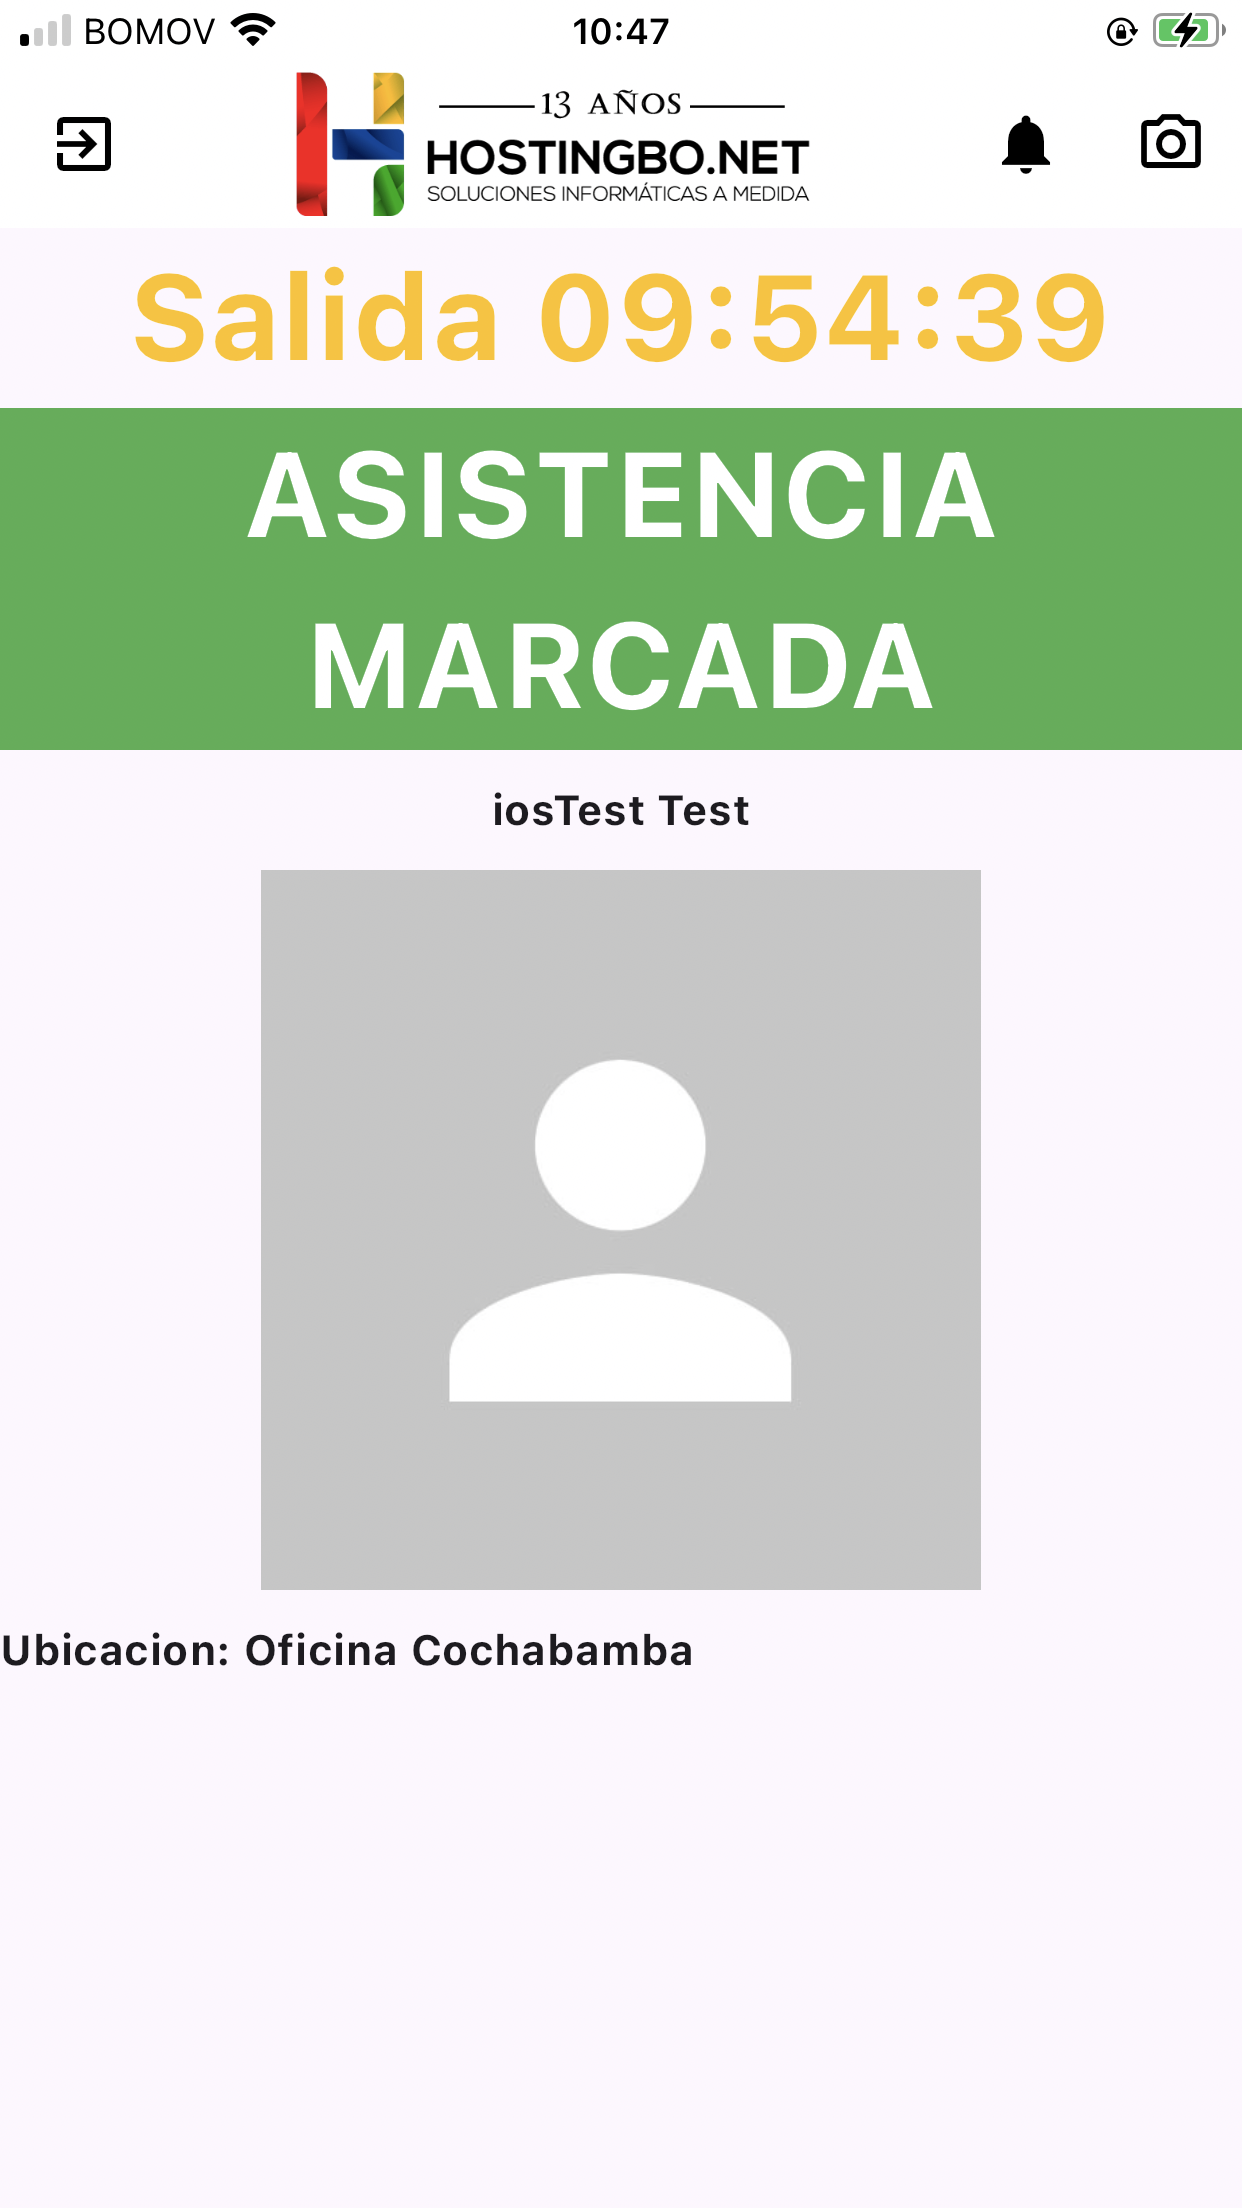 BOMOV 10:47
13 AÑOS
HOSTINGBO.NET
SOLUCIONES INFORMÁTICAS A MEDIDA
Salida 09:54:39
ASISTENCIA
MARCADA
iosTest Test
Ubicacion: Oficina Cochabamba